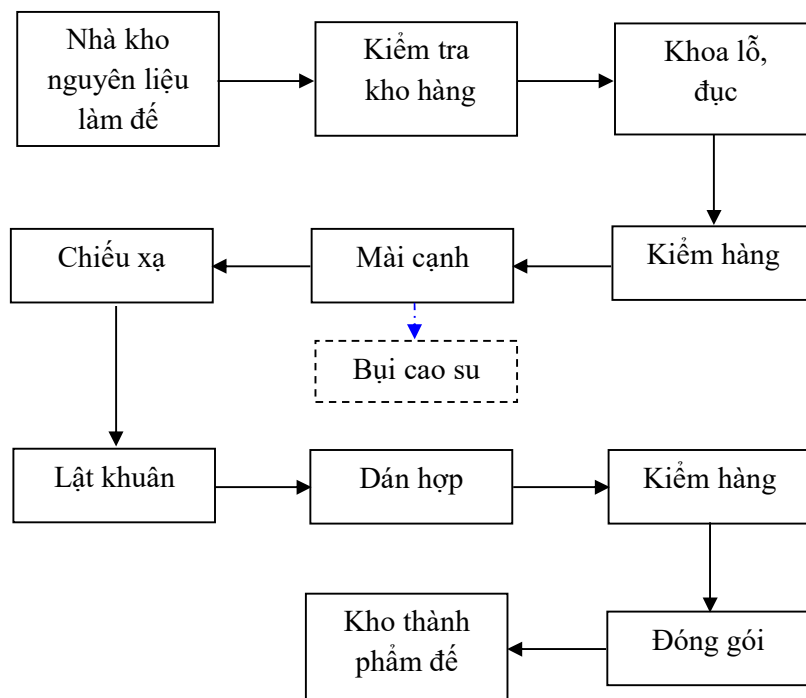 Nhà kho
nguyên liệu
làm đế
Kiểm tra
kho hàng
Khoa lỗ,
đục
Kiểm hàng
Mài cạnh
Chiếu xạ
Bụi cao su
Lật khuân
Dán hợp
Kiểm hàng
Đóng gói
Kho thành
phẩm đế